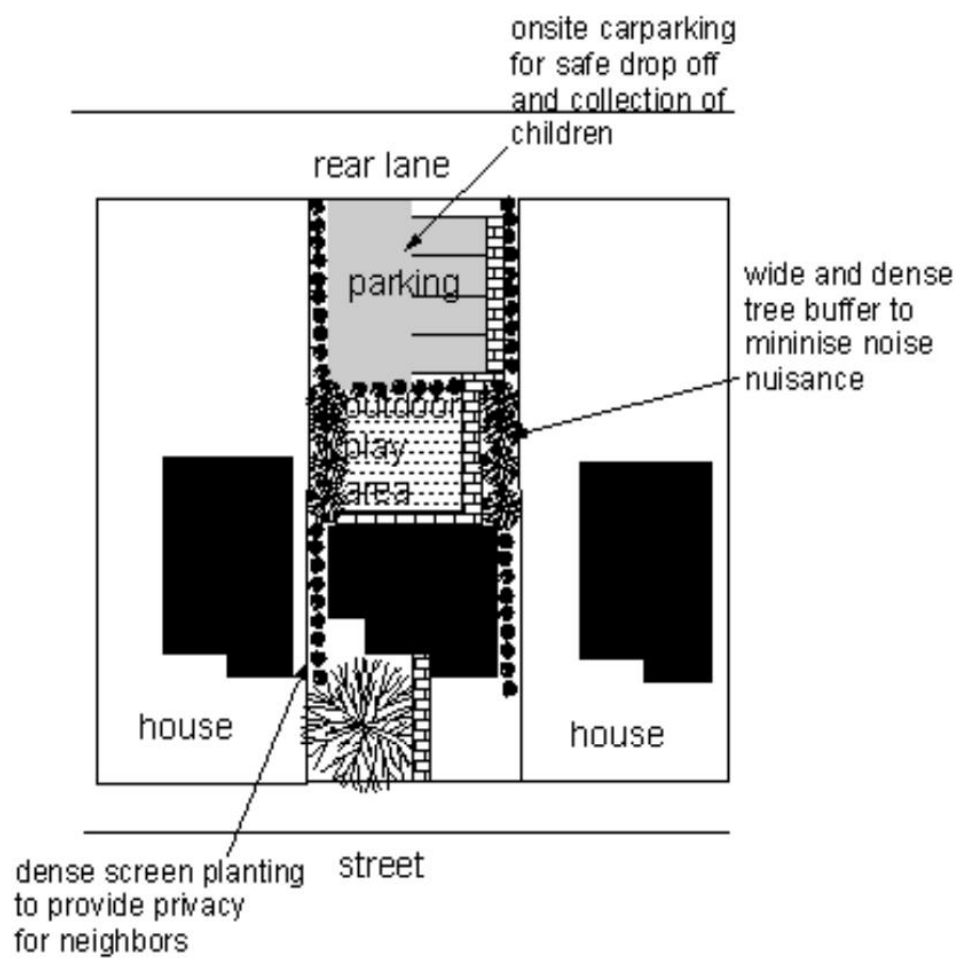 onsite carparking
for safe drop off
and collection of
children
rear lane
parking
wide and dense
tree buffer to
mininise noise
nuisance
outdoor
play
area
house
house
street
dense screen planting
to provide privacy
for neighbors